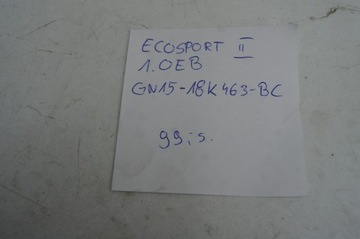 ECOSPORT II
1.0EB
GN15-18K463-BC
99,;s.